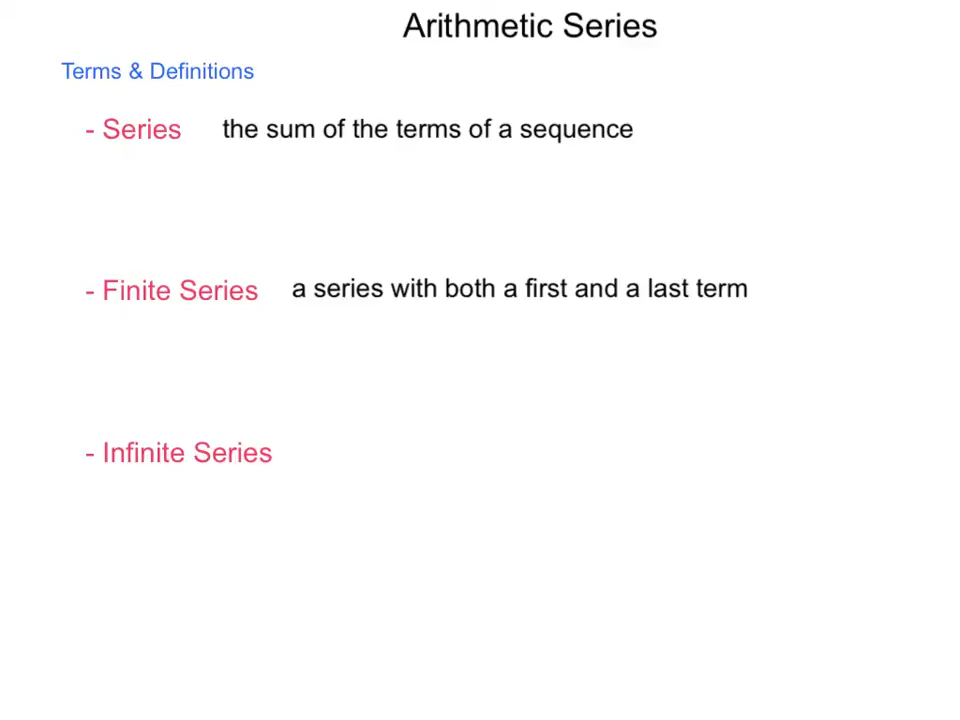 Arithmetic Series
Terms & Definitions
- Series the sum of the terms of a sequence
- Finite Series a series with both a first and a last term
- Infinite Series